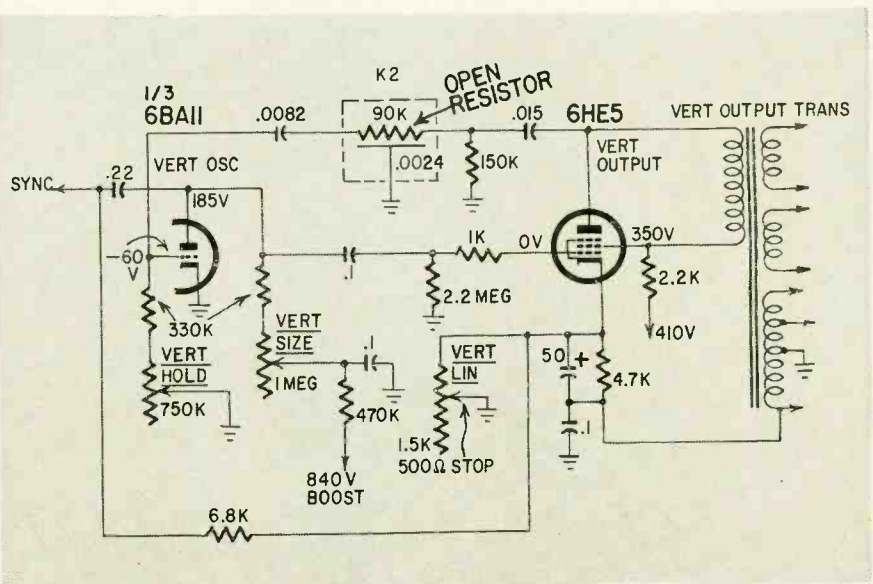 K2
OPEN
RESISTOR
1/3
6BA11
.0082
90K
.0024
150K
.015
6HE5
VERT OUTPUT TRANS
VERT
OUTPUT
SYNC
.22
VERT OSC
185V
-60
V
330K
VERT
HOLD
750K
VERT
SIZE
1 MEG
.1
470K
840V
BOOST
.1
1K
0V
350V
2.2 MEG
2.2K
410V
VERT
LIN
1.5K
500Ω STOP
50 +
4.7K
.1
6.8K